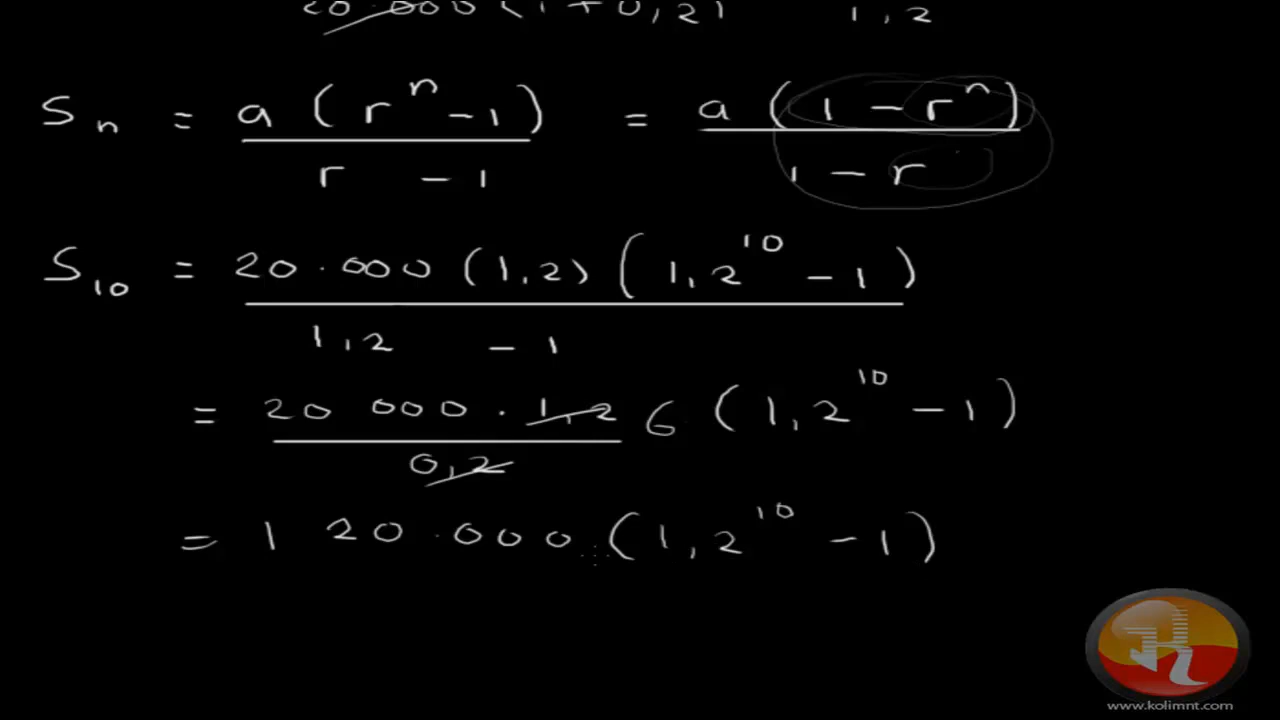 20.000 (1+0,2) 1,2
Sn = a (r^n - 1) / r - 1 = a (1 - r^n) / 1 - r
S10 = 20.000 (1,2) (1,2^10 - 1) / 1,2 - 1
= 20 000 . 1,2 / 0,2 6 (1,2^10 - 1)
= 1 20.000 (1,2^10 - 1)
www.kolimnt.com